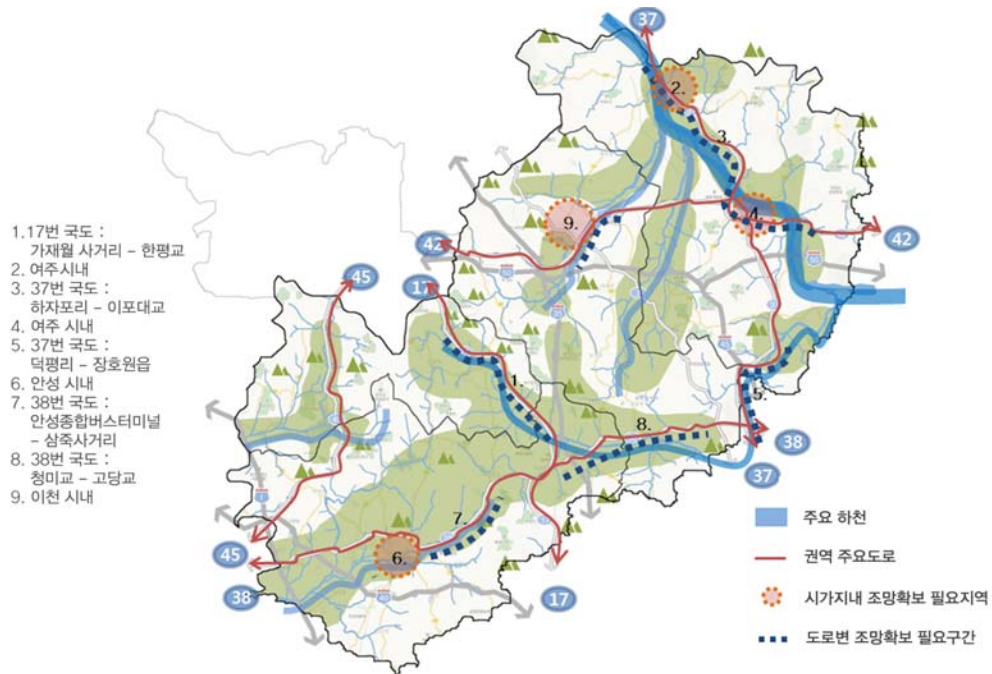 1.17번 국도 :
가재월 사거리 – 한평교
2. 여주시내
3. 37번 국도 :
하자포리 – 이포대교
4. 여주 시내
5. 37번 국도 :
덕평리 – 장호원읍
6. 안성 시내
7. 38번 국도 :
안성종합버스터미널
– 삼죽사거리
8. 38번 국도 :
청미교 – 고당교
9. 이천 시내
37
2.
3.
4.
9.
42
42
45
17
1.
5.
8.
38
37
7.
6.
45
38
17
주요 하천
권역 주요도로
시가지내 조망확보 필요지역
도로변 조망확보 필요구간